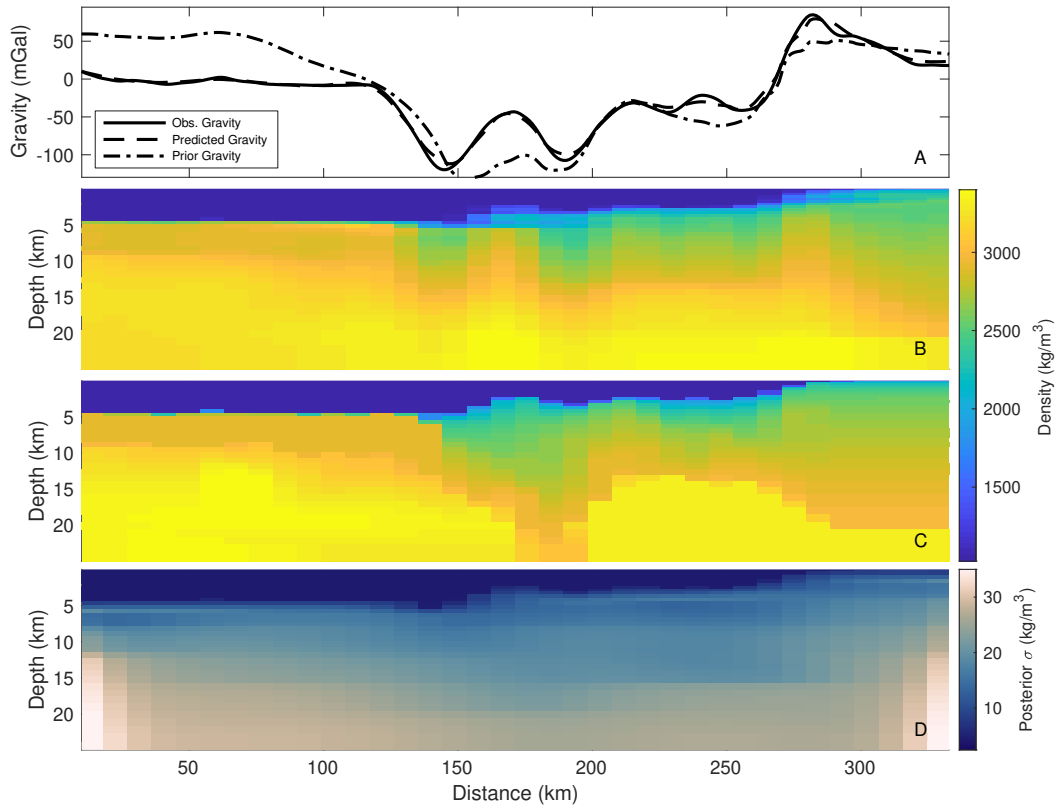 50
0
-50
-100
Gravity (mGal)
Obs. Gravity
Predicted Gravity
Prior Gravity
A
5
10
15
20
Depth (km)
B
5
10
15
20
Depth (km)
C
3000
2500
2000
1500
Density (kg/m³)
5
10
15
20
Depth (km)
D
30
20
10
Posterior σ (kg/m³)
50 100 150 200 250 300
Distance (km)